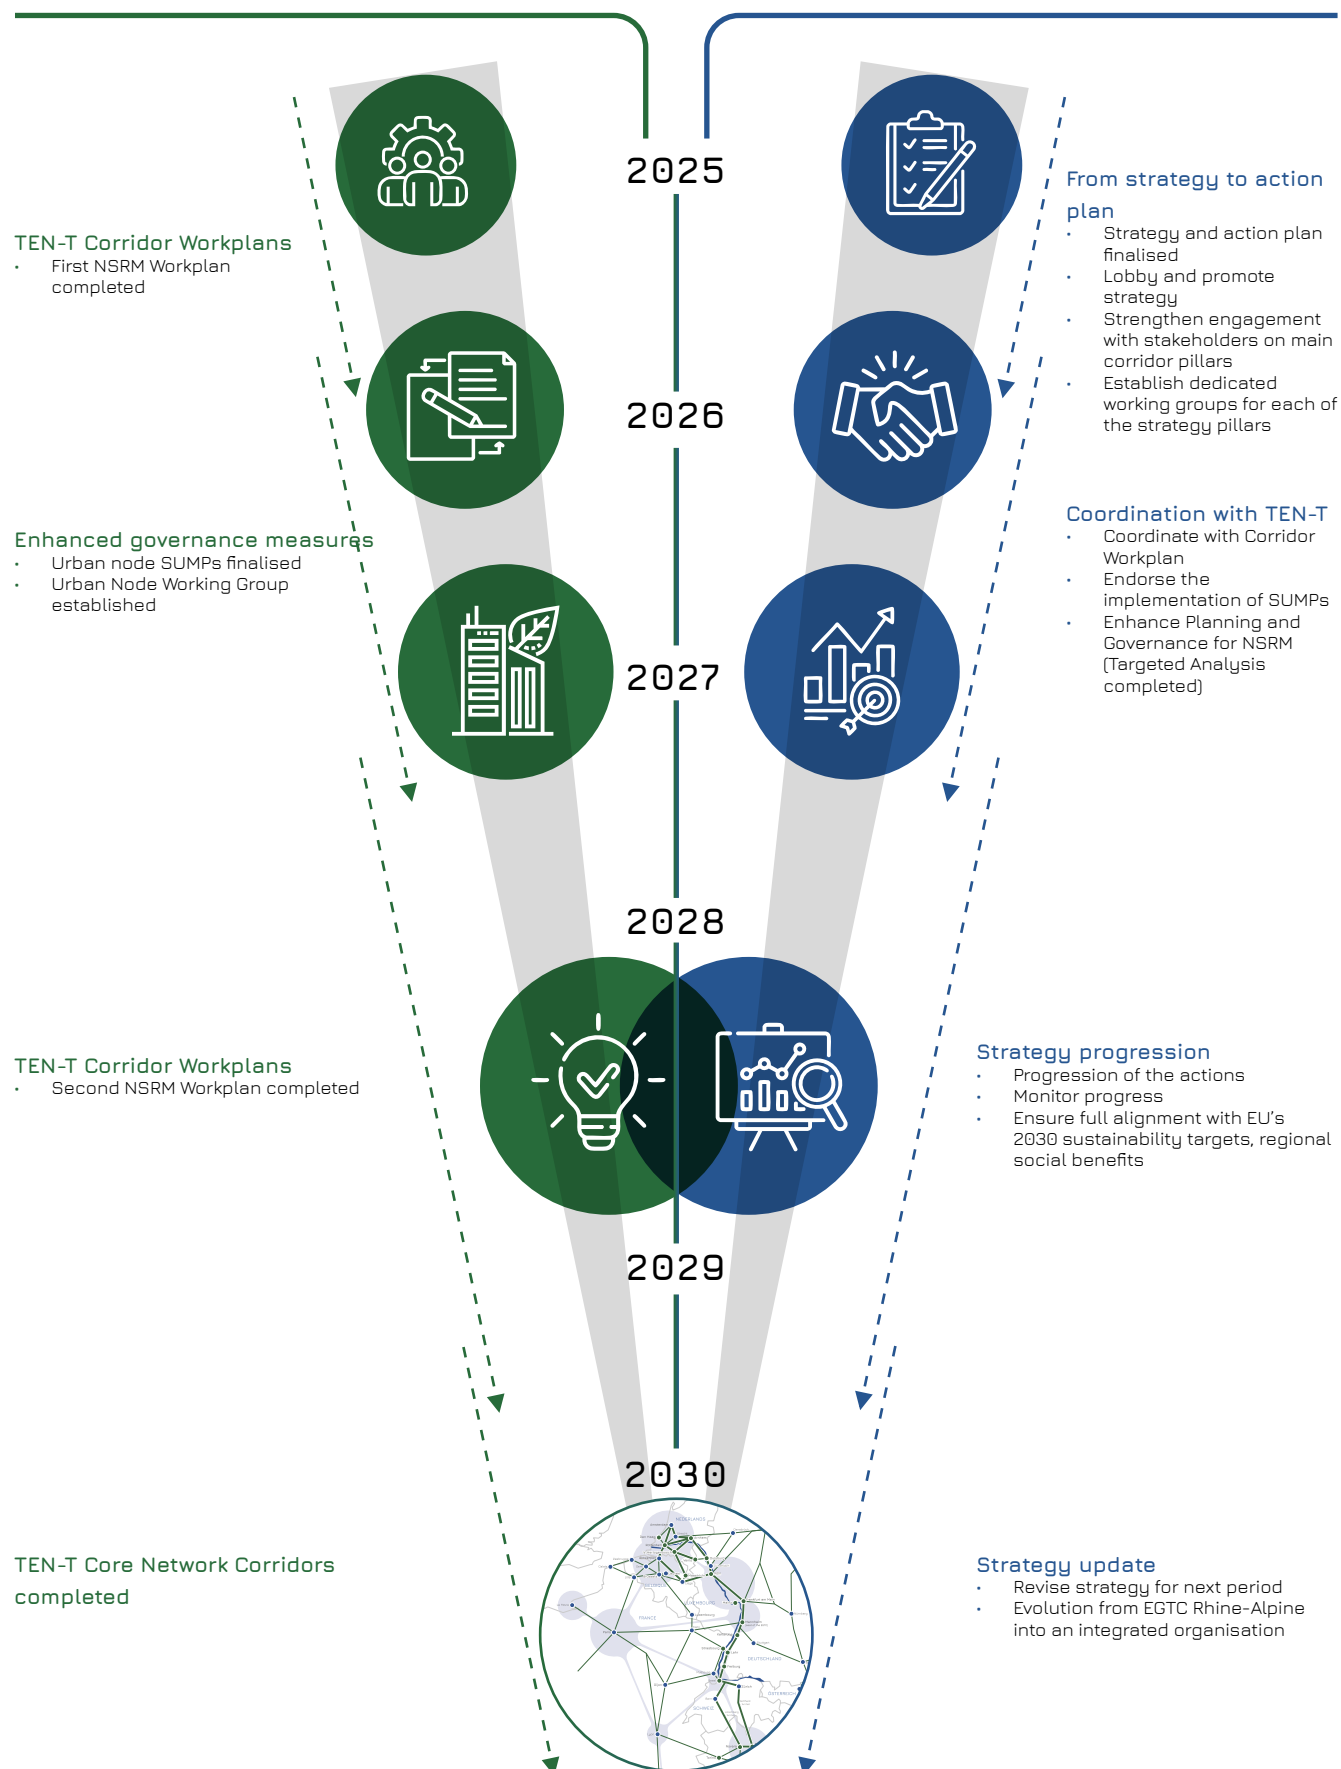 2025
From strategy to action
plan
• Strategy and action plan
finalised
• Lobby and promote
strategy
• Strengthen engagement
with stakeholders on main
corridor pillars
• Establish dedicated
working groups for each of
the strategy pillars
TEN-T Corridor Workplans
• First NSRM Workplan
completed
2026
Enhanced governance measures
• Urban node SUMPs finalised
• Urban Node Working Group
established
Coordination with TEN-T
• Coordinate with Corridor
Workplan
• Endorse the
implementation of SUMPs
• Enhance Planning and
Governance for NSRM
(Targeted Analysis
completed)
2027
2028
TEN-T Corridor Workplans
• Second NSRM Workplan completed
Strategy progression
• Progression of the actions
• Monitor progress
• Ensure full alignment with EU's
2030 sustainability targets, regional
social benefits
2029
2030
TEN-T Core Network Corridors
completed
Strategy update
• Revise strategy for next period
• Evolution from EGTC Rhine-Alpine
into an integrated organisation
NEDERLANDS
LUXEMBOURG
FRANCE
DEUTSCHLAND
ÖSTERREICH
SCHWEIZ